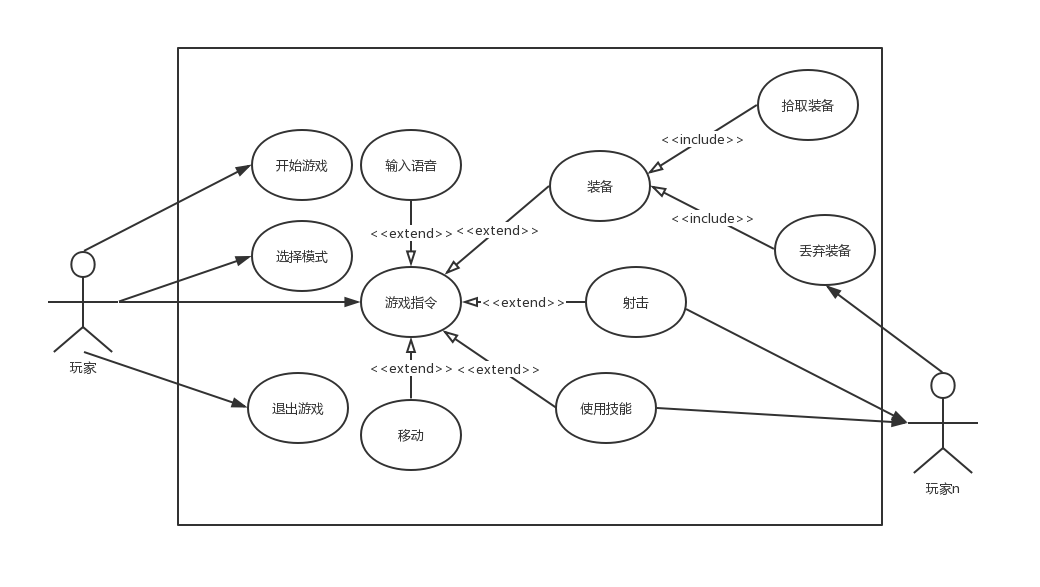 拾取装备
<<include>>
开始游戏
输入语音
装备
<<include>>
<<extend>>
<<extend>>
选择模式
丢弃装备
游戏指令
<<extend>>
射击
玩家
<<extend>>
<<extend>>
退出游戏
移动
使用技能
玩家n